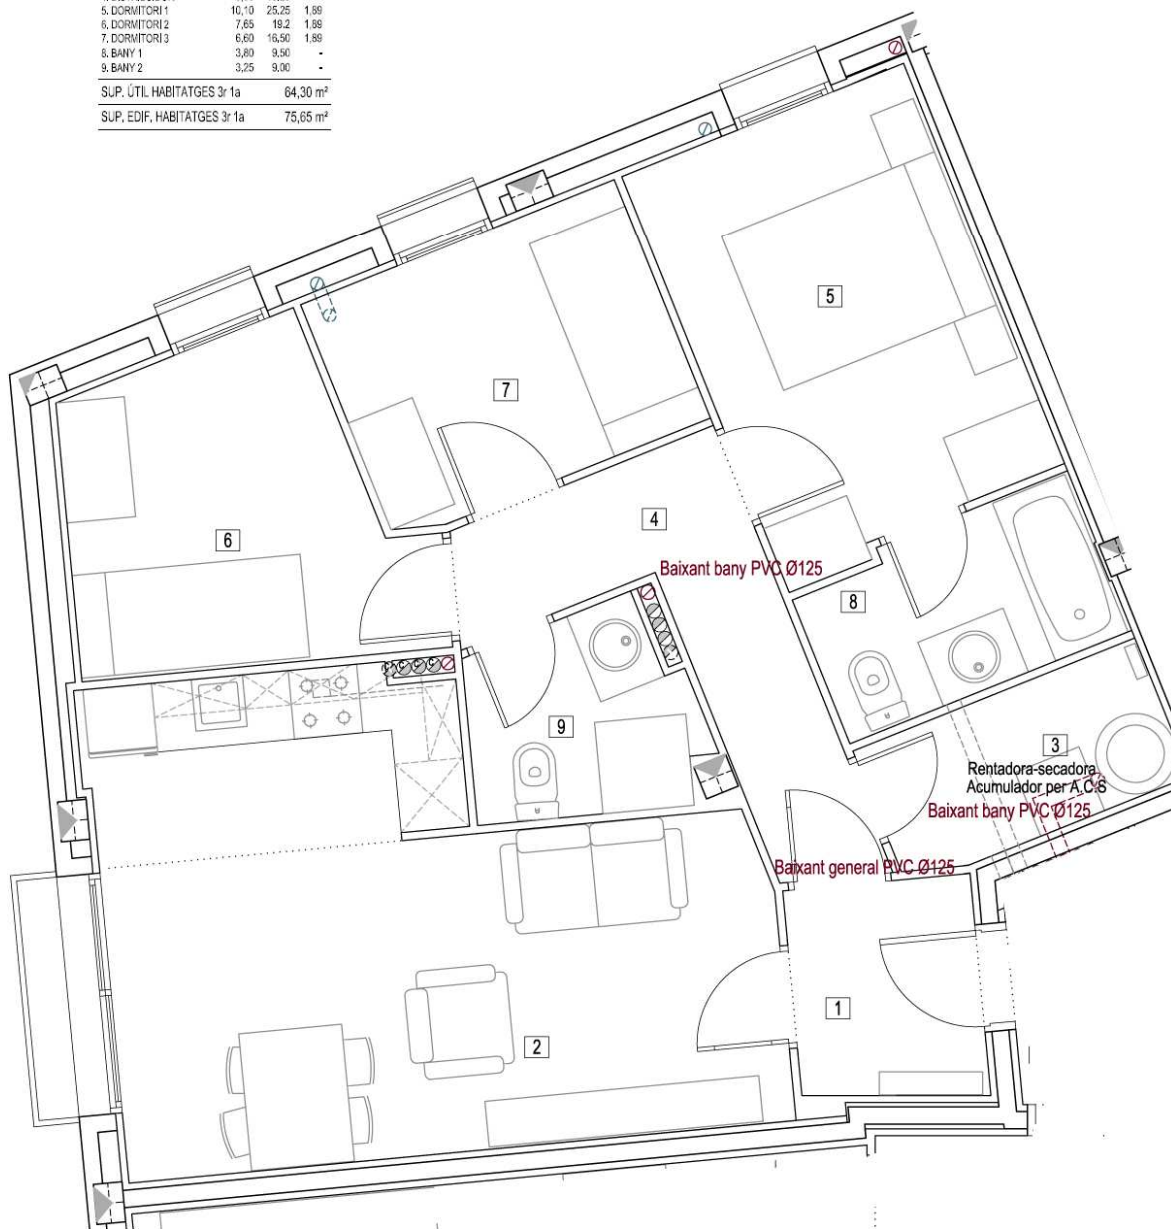 5. DORMITORI 1 10,10 25.25 1,89
6. DORMITORI 2 7,65 19.2 1,89
7. DORMITORI 3 6,60 16,50 1,89
8. BANY 1 3,80 9,50 -
9. BANY 2 3,25 9.00 -
SUP. ÚTIL HABITATGES 3r 1a 64,30 m²
SUP. EDIF. HABITATGES 3r 1a 75,65 m²
5
7
4
6
Baixant bany PVC Ø125
8
9
3
Rentadora-secadora
Acumulador per A.C.S
Baixant bany PVC Ø125
Baixant general PVC Ø125
1
2